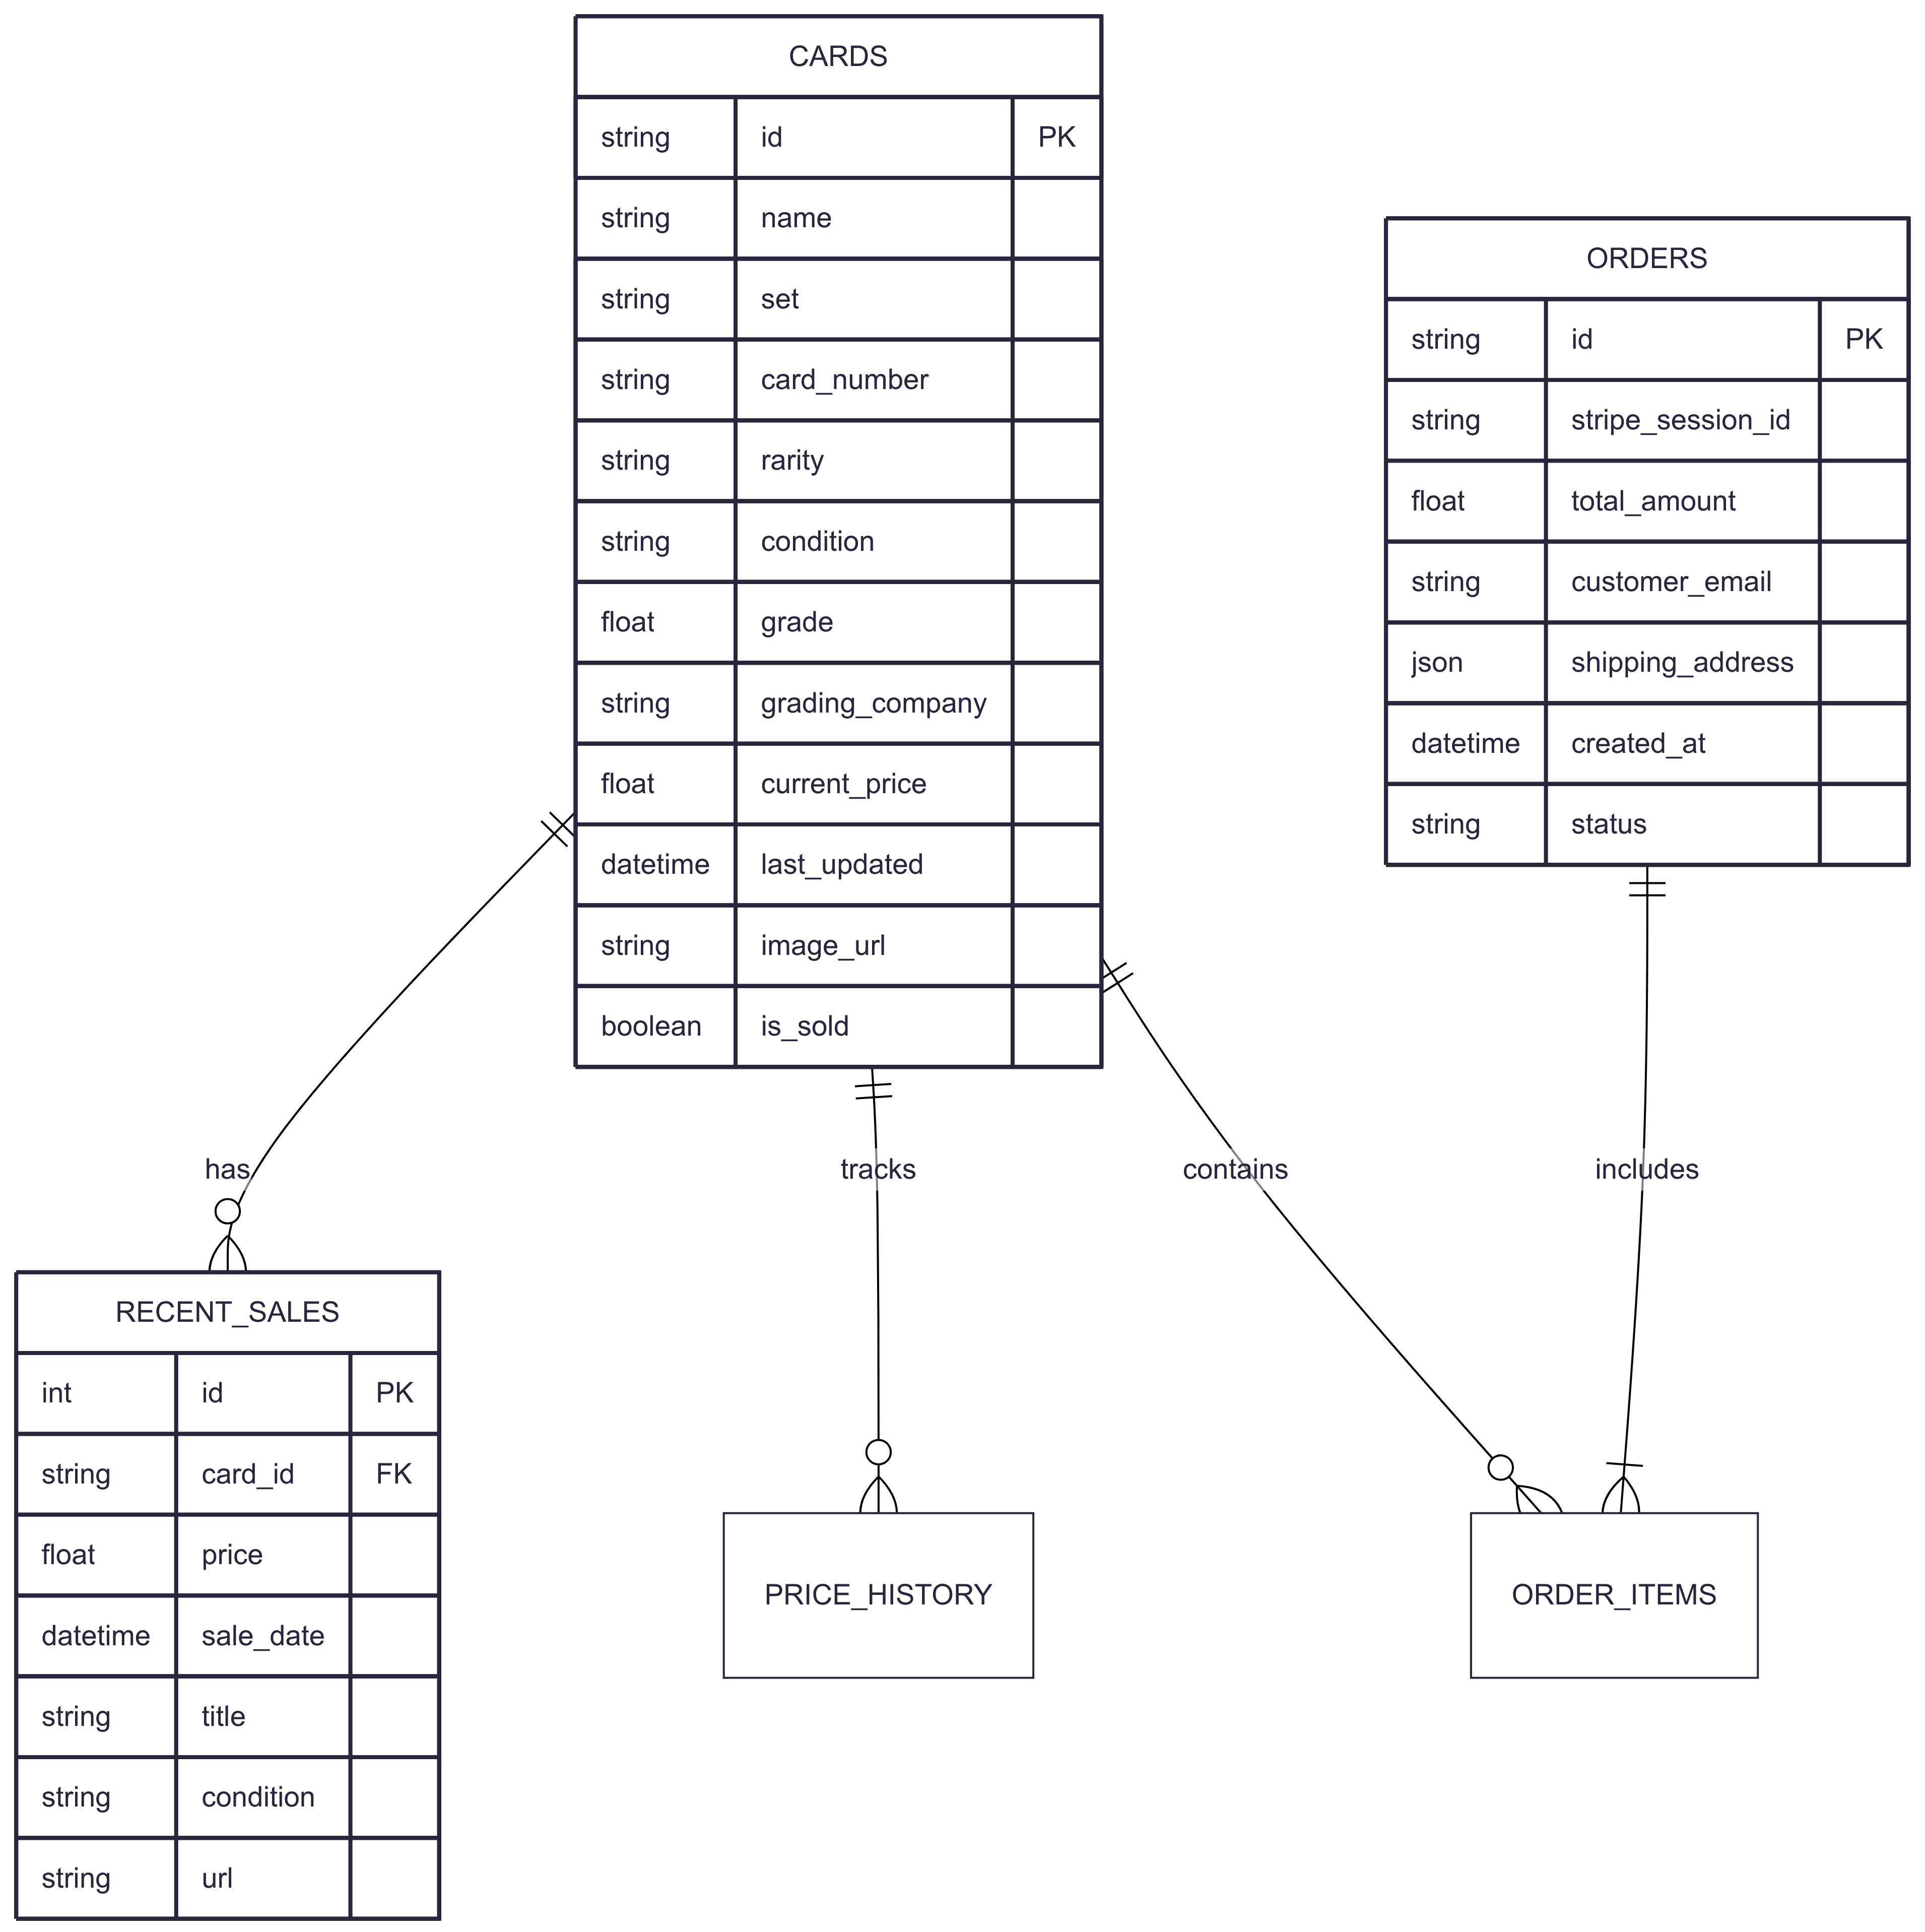 CARDS
string id PK
string name
string set
string card_number
string rarity
string condition
float grade
string grading_company
float current_price
datetime last_updated
string image_url
boolean is_sold
ORDERS
string id PK
string stripe_session_id
float total_amount
string customer_email
json shipping_address
datetime created_at
string status
has
tracks
contains
includes
RECENT_SALES
int id PK
string card_id FK
float price
datetime sale_date
string title
string condition
string url
PRICE_HISTORY
ORDER_ITEMS